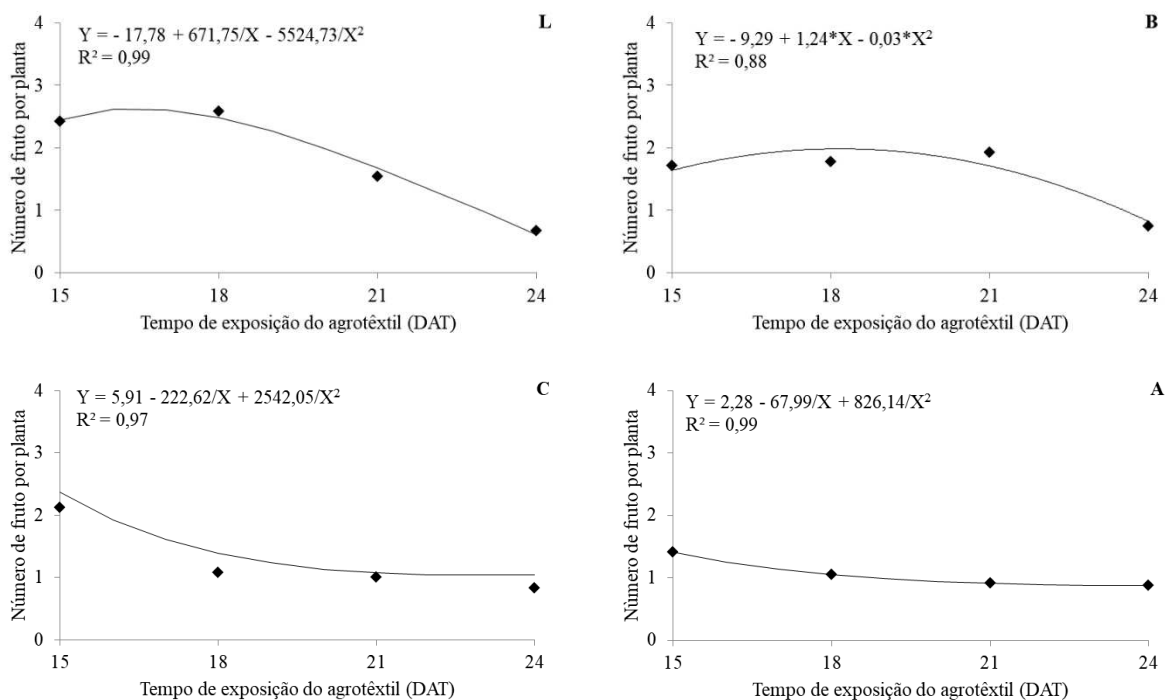 L
Y = - 17,78 + 671,75/X - 5524,73/X²
R² = 0,99
Número de fruto por planta
4
3
2
1
0
15 18 21 24
Tempo de exposição do agrotêxtil (DAT)
B
Y = - 9,29 + 1,24*X - 0,03*X²
R² = 0,88
Número de fruto por planta
4
3
2
1
0
15 18 21 24
Tempo de exposição do agrotêxtil (DAT)
C
Y = 5,91 - 222,62/X + 2542,05/X²
R² = 0,97
Número de fruto por planta
4
3
2
1
0
15 18 21 24
Tempo de exposição do agrotêxtil (DAT)
A
Y = 2,28 - 67,99/X + 826,14/X²
R² = 0,99
Número de fruto por planta
4
3
2
1
0
15 18 21 24
Tempo de exposição do agrotêxtil (DAT)